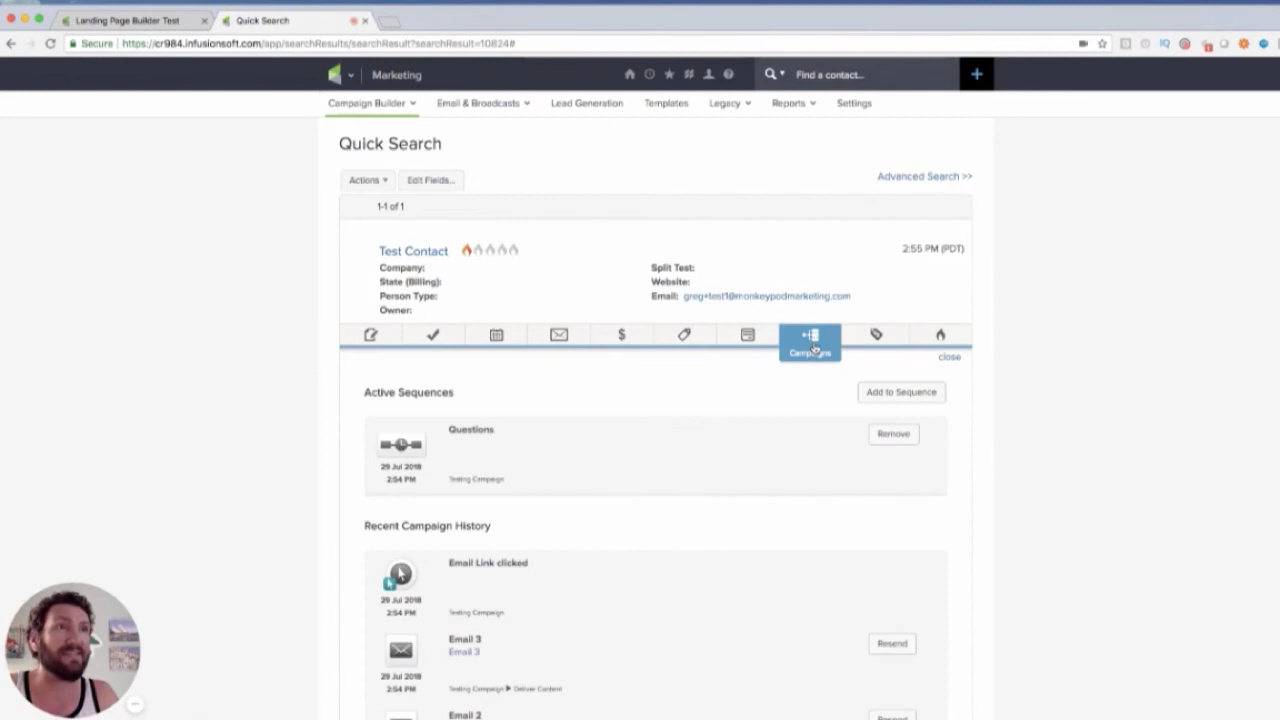 Landing Page Builder Test
Quick Search
Secure https://cr984.infusionsoft.com/app/searchResults/searchResult?searchResult=10824#
Marketing
Find a contact...
Campaign Builder
Email & Broadcasts
Lead Generation
Templates
Legacy
Reports
Settings
Quick Search
Actions
Edit Fields...
Advanced Search >>
1-1 of 1
Test Contact
2:55 PM (PDT)
Company:
Split Test:
State (Billing):
Website:
Person Type:
Email: greg+test1@monkeypodmarketing.com
Owner:
$
Campaigns
close
Active Sequences
Add to Sequence
Questions
Remove
29 Jul 2018
2:54 PM
Testing Campaign
Recent Campaign History
Email Link clicked
29 Jul 2018
2:54 PM
Testing Campaign
Email 3
Email 3
Resend
29 Jul 2018
2:54 PM
Testing Campaign ▶ Deliver Content
Email 2
Resend